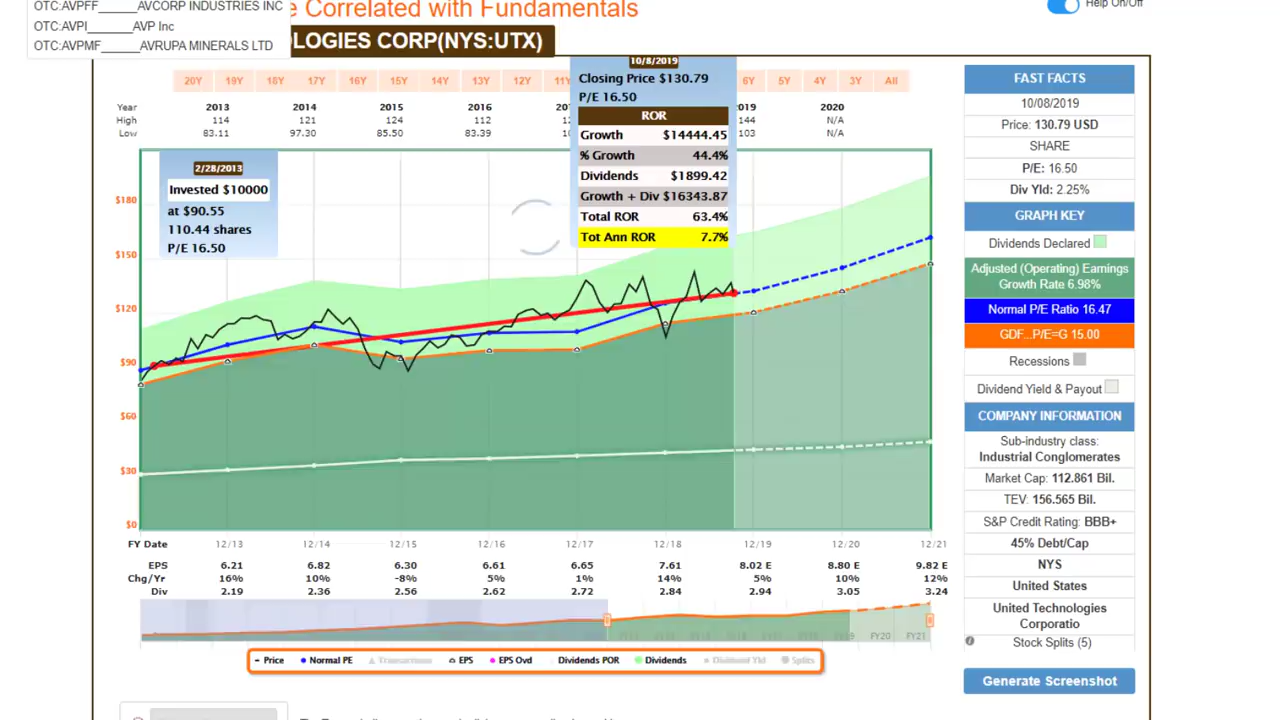 OTC:AVPFF______AVCORP INDUSTRIES INC
OTC:AVPI______AVP Inc
OTC:AVPMF______AVRUPA MINERALS LTD
e Correlated with Fundamentals
Help On/Off
LOGIES CORP(NYS:UTX)
20Y 19Y 18Y 17Y 16Y 15Y 14Y 13Y 12Y 11Y 6Y 5Y 4Y 3Y All
Year 2013 2014 2015 2016 2020
High 114 121 124 112 144 N/A
Low 83.11 97.30 85.50 83.39 103 N/A
10/8/2019
Closing Price $130.79
P/E 16.50
ROR
Growth $14444.45
% Growth 44.4%
Dividends $1899.42
Growth + Div $16343.87
Total ROR 63.4%
Tot Ann ROR 7.7%
2/28/2013
Invested $10000
at $90.55
110.44 shares
P/E 16.50
$180
$150
$120
$90
$60
$30
$0
FY Date 12/13 12/14 12/15 12/16 12/17 12/18 12/19 12/20 12/21
EPS 6.21 6.82 6.30 6.61 6.65 7.61 8.02 E 8.80 E 9.82 E
Chg/Yr 16% 10% -8% 5% 1% 14% 5% 10% 12%
Div 2.19 2.36 2.56 2.62 2.72 2.84 2.94 3.05 3.24
FY20 FY21
Price Normal PE Transactions EPS EPS Ovd Dividends POR Dividends Dividend Yld Splits
FAST FACTS
10/08/2019
Price: 130.79 USD
SHARE
P/E: 16.50
Div Yld: 2.25%
GRAPH KEY
Dividends Declared
Adjusted (Operating) Earnings
Growth Rate 6.98%
Normal P/E Ratio 16.47
GDF...P/E=G 15.00
Recessions
Dividend Yield & Payout
COMPANY INFORMATION
Sub-industry class:
Industrial Conglomerates
Market Cap: 112.861 Bil.
TEV: 156.565 Bil.
S&P Credit Rating: BBB+
45% Debt/Cap
NYS
United States
United Technologies
Corporatio
Stock Splits (5)
Generate Screenshot